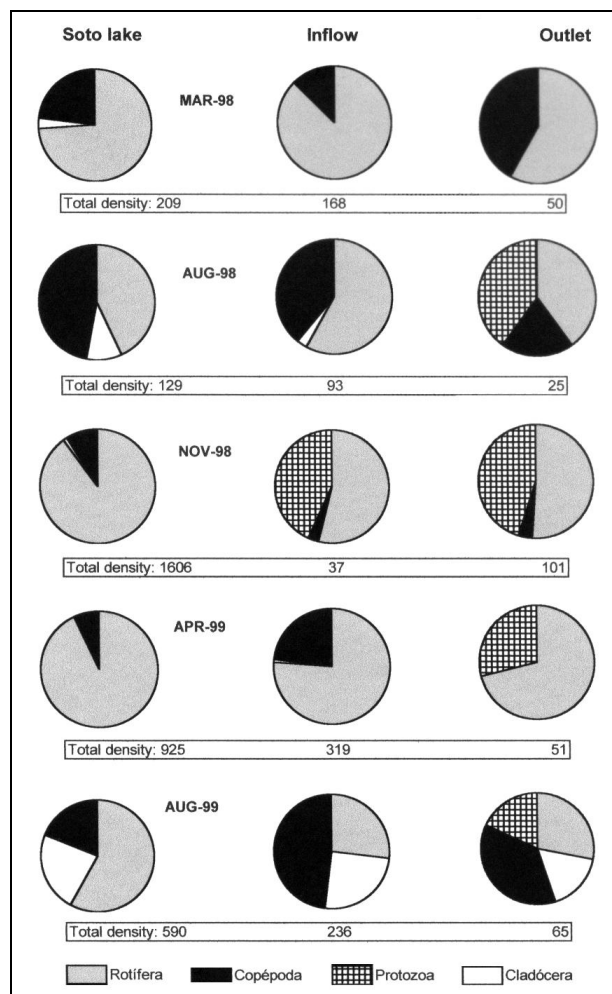 Soto lake Inflow Outlet
MAR-98
Total density: 209 168 50
AUG-98
Total density: 129 93 25
NOV-98
Total density: 1606 37 101
APR-99
Total density: 925 319 51
AUG-99
Total density: 590 236 65
Rotífera Copépoda Protozoa Cladócera